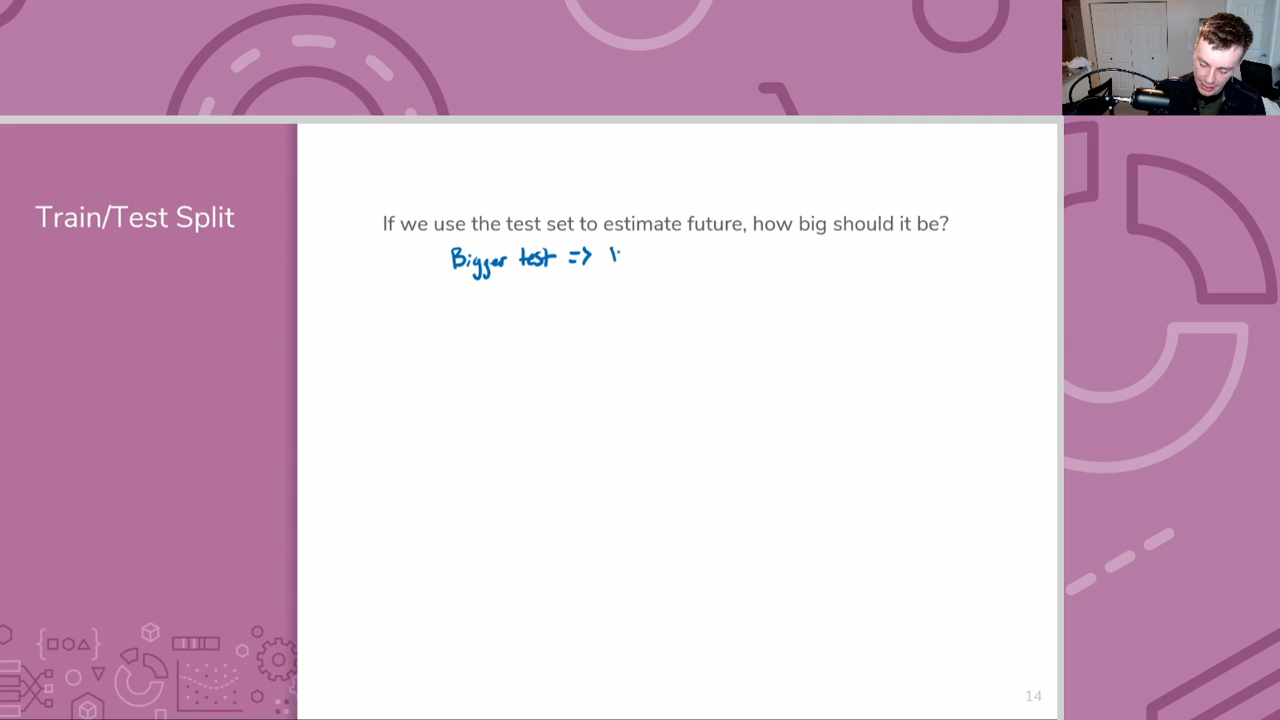 Train/Test Split
If we use the test set to estimate future, how big should it be?
Bigger test =>
14